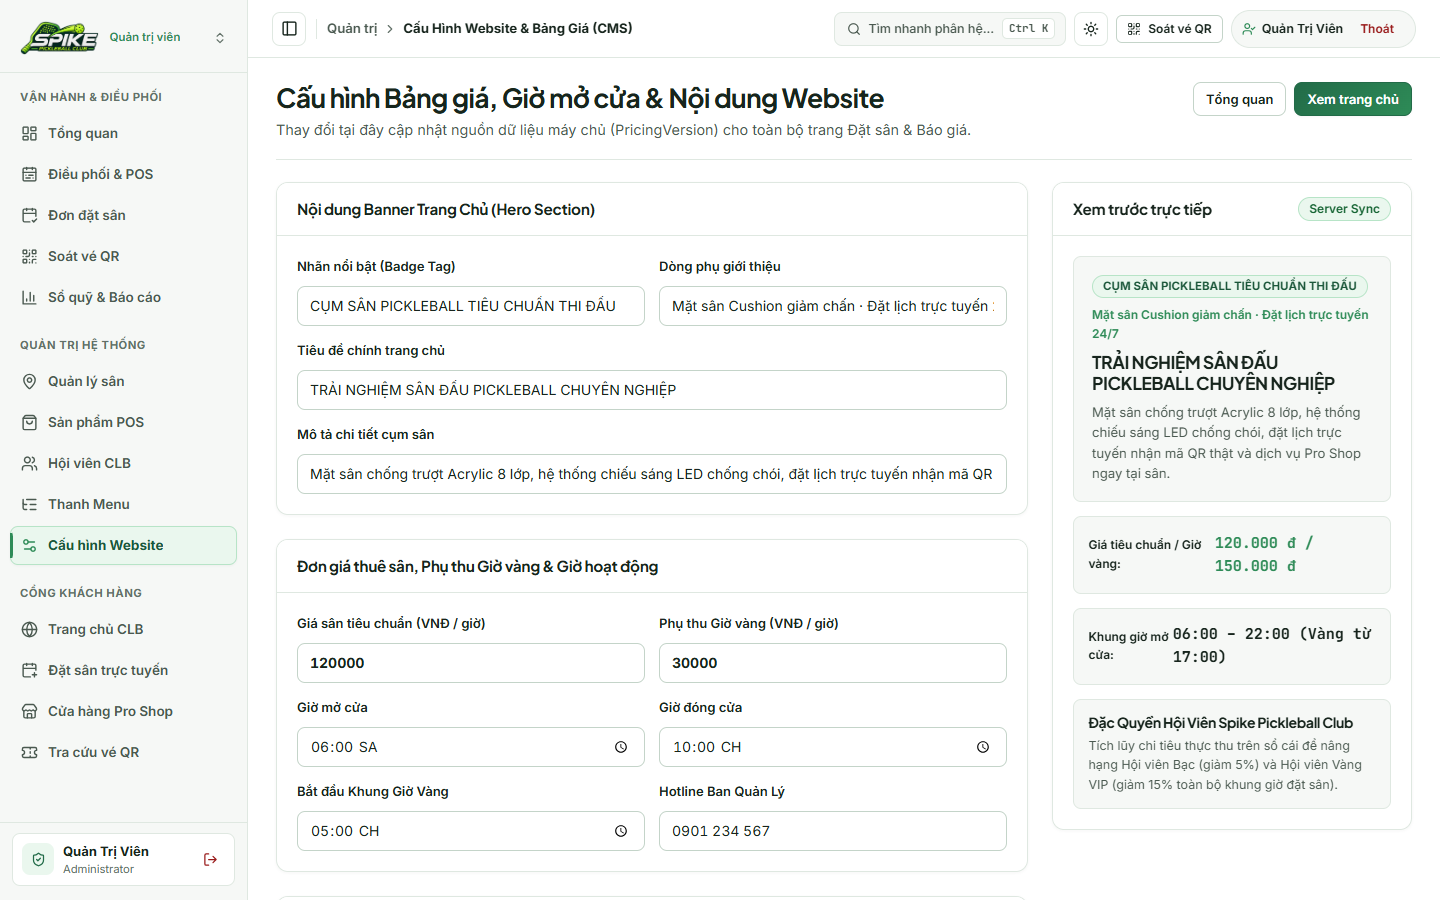 SPIKE
PICKLEBALL CLUB
Quản trị viên
VẬN HÀNH & ĐIỀU PHỐI
Tổng quan
Điều phối & POS
Đơn đặt sân
Soát vé QR
Sổ quỹ & Báo cáo
QUẢN TRỊ HỆ THỐNG
Quản lý sân
Sản phẩm POS
Hội viên CLB
Thanh Menu
Cấu hình Website
CỔNG KHÁCH HÀNG
Trang chủ CLB
Đặt sân trực tuyến
Cửa hàng Pro Shop
Tra cứu vé QR
Quản Trị Viên
Administrator
Quản trị
Cấu Hình Website & Bảng Giá (CMS)
Tìm nhanh phân hệ...
Ctrl K
Soát vé QR
Quản Trị Viên
Thoát
Cấu hình Bảng giá, Giờ mở cửa & Nội dung Website
Thay đổi tại đây cập nhật nguồn dữ liệu máy chủ (PricingVersion) cho toàn bộ trang Đặt sân & Báo giá.
Tổng quan
Xem trang chủ
Nội dung Banner Trang Chủ (Hero Section)
Nhãn nổi bật (Badge Tag)
CỤM SÂN PICKLEBALL TIÊU CHUẨN THI ĐẤU
Dòng phụ giới thiệu
Mặt sân Cushion giảm chấn · Đặt lịch trực tuyến
Tiêu đề chính trang chủ
TRẢI NGHIỆM SÂN ĐẤU PICKLEBALL CHUYÊN NGHIỆP
Mô tả chi tiết cụm sân
Mặt sân chống trượt Acrylic 8 lớp, hệ thống chiếu sáng LED chống chói, đặt lịch trực tuyến nhận mã QR
Đơn giá thuê sân, Phụ thu Giờ vàng & Giờ hoạt động
Giá sân tiêu chuẩn (VNĐ / giờ)
120000
Phụ thu Giờ vàng (VNĐ / giờ)
30000
Giờ mở cửa
06:00 SA
Giờ đóng cửa
10:00 CH
Bắt đầu Khung Giờ Vàng
05:00 CH
Hotline Ban Quản Lý
0901 234 567
Xem trước trực tiếp
Server Sync
CỤM SÂN PICKLEBALL TIÊU CHUẨN THI ĐẤU
Mặt sân Cushion giảm chấn · Đặt lịch trực tuyến
24/7
TRẢI NGHIỆM SÂN ĐẤU
PICKLEBALL CHUYÊN NGHIỆP
Mặt sân chống trượt Acrylic 8 lớp, hệ thống
chiếu sáng LED chống chói, đặt lịch trực
tuyến nhận mã QR thật và dịch vụ Pro Shop
ngay tại sân.
Giá tiêu chuẩn / Giờ
vàng:
120.000 đ /
150.000 đ
Khung giờ mở
cửa:
06:00 – 22:00 (Vàng từ
17:00)
Đặc Quyền Hội Viên Spike Pickleball Club
Tích lũy chi tiêu thực thu trên sổ cái để nâng
hạng Hội viên Bạc (giảm 5%) và Hội viên Vàng
VIP (giảm 15% toàn bộ khung giờ đặt sân).